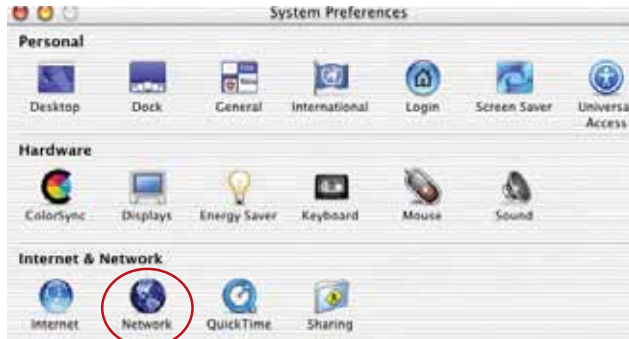 System Preferences
Personal
Desktop Dock General International Login Screen Saver Universa
Access
Hardware
ColorSync Displays Energy Saver Keyboard Mouse Sound
Internet & Network
Internet Network QuickTime Sharing